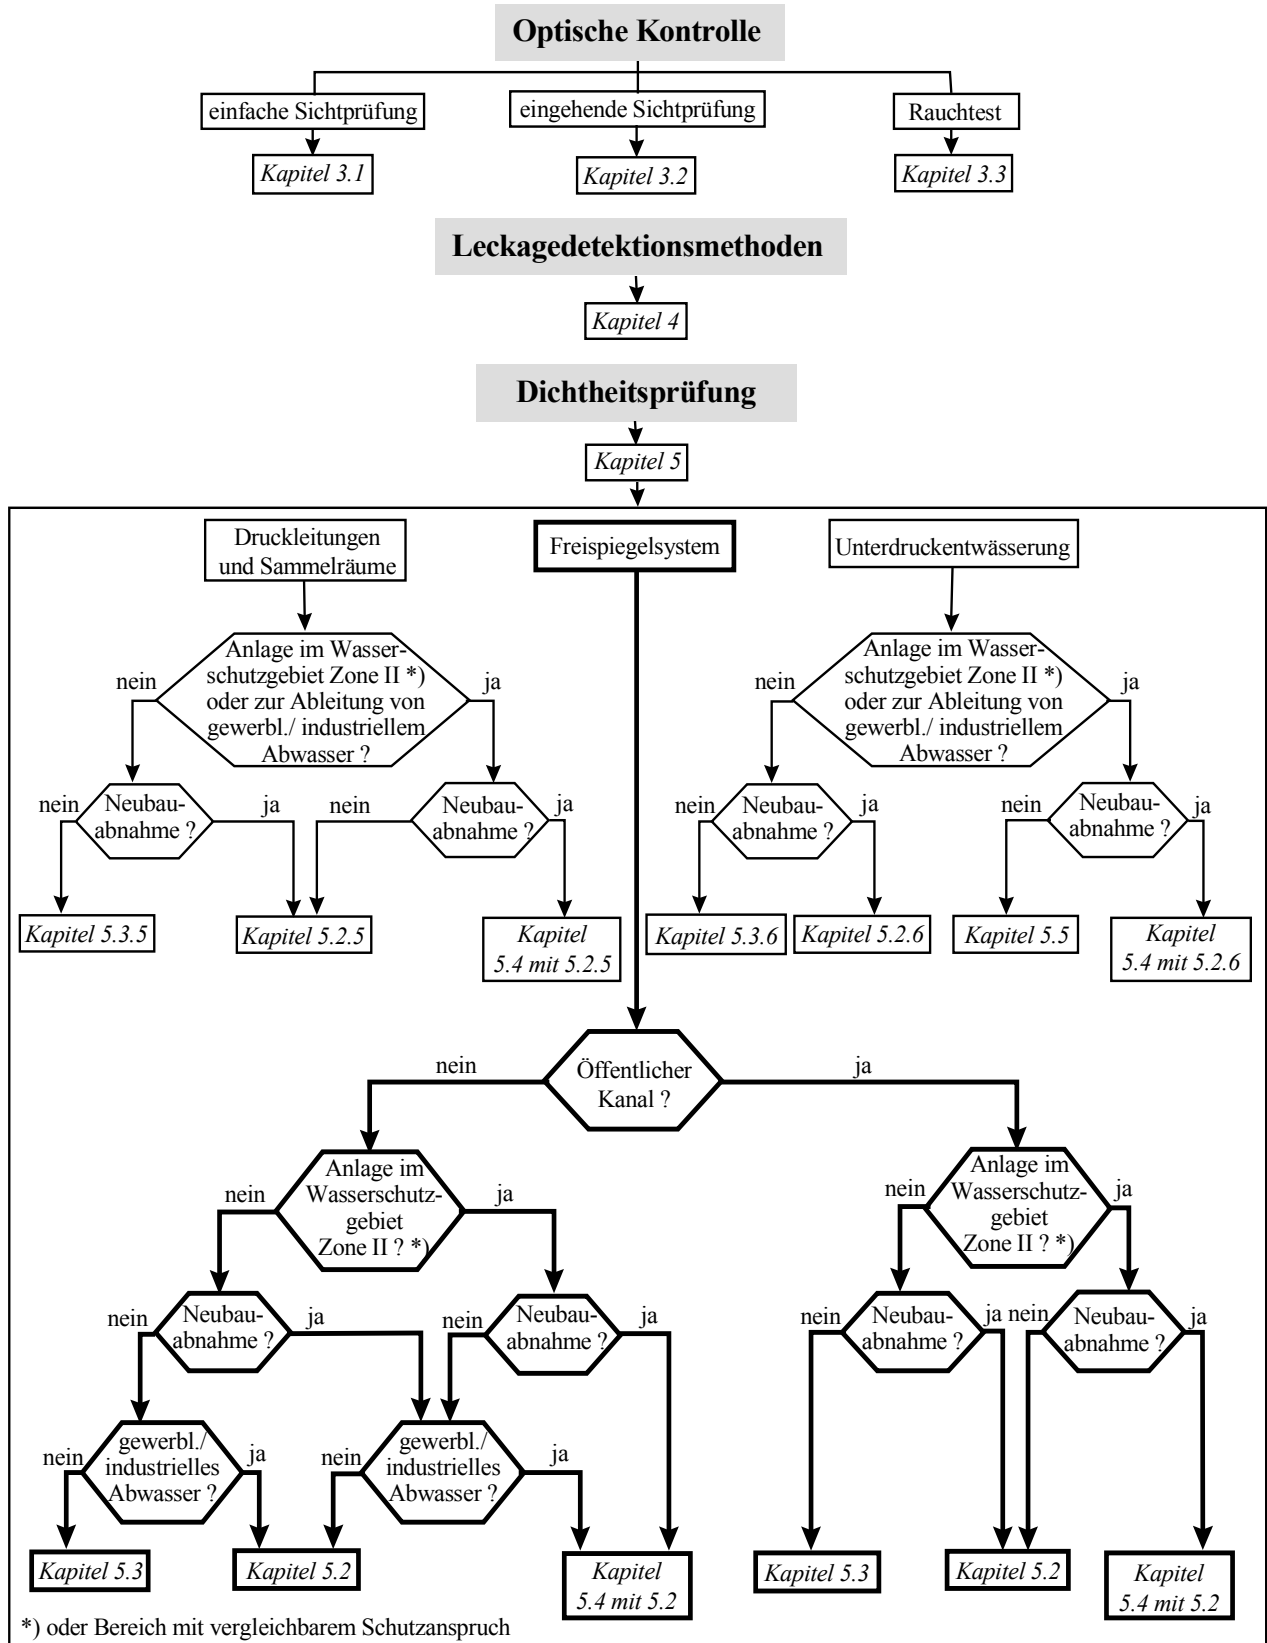 Optische Kontrolle
einfache Sichtprüfung
eingehende Sichtprüfung
Rauchtest
Kapitel 3.1
Kapitel 3.2
Kapitel 3.3
Leckagedetektionsmethoden
Kapitel 4
Dichtheitsprüfung
Kapitel 5
Druckleitungen
und Sammelräume
Freispiegelsystem
Unterdruckentwässerung
Anlage im Wasser-
schutzgebiet Zone II *)
oder zur Ableitung von
gewerbl./ industriellem
Abwasser ?
nein
ja
Anlage im Wasser-
schutzgebiet Zone II *)
oder zur Ableitung von
gewerbl./ industriellem
Abwasser ?
nein
ja
Neubau-
abnahme ?
nein
ja
Neubau-
abnahme ?
nein
ja
Neubau-
abnahme ?
nein
ja
Neubau-
abnahme ?
nein
ja
Kapitel 5.3.5
Kapitel 5.2.5
Kapitel
5.4 mit 5.2.5
Kapitel 5.3.6
Kapitel 5.2.6
Kapitel 5.5
Kapitel
5.4 mit 5.2.6
Öffentlicher
Kanal ?
nein
ja
Anlage im
Wasserschutz-
gebiet
Zone II ? *)
nein
ja
Anlage im
Wasserschutz-
gebiet
Zone II ? *)
nein
ja
Neubau-
abnahme ?
nein
ja
Neubau-
abnahme ?
nein
ja
Neubau-
abnahme ?
nein
ja
Neubau-
abnahme ?
nein
ja
gewerbl./
industrielles
Abwasser ?
nein
ja
gewerbl./
industrielles
Abwasser ?
nein
ja
Kapitel 5.3
Kapitel 5.2
Kapitel
5.4 mit 5.2
Kapitel 5.3
Kapitel 5.2
Kapitel
5.4 mit 5.2
*) oder Bereich mit vergleichbarem Schutzanspruch